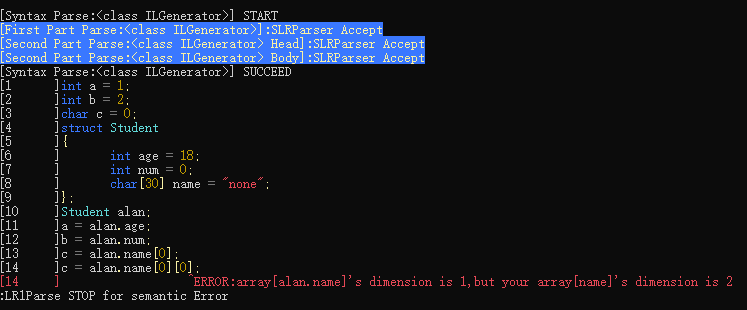 [Syntax Parse:<class ILGenerator>] START
[First Part Parse:<class ILGenerator>]:SLRParser Accept
[Second Part Parse:<class ILGenerator> Head]:SLRParser Accept
[Second Part Parse:<class ILGenerator> Body]:SLRParser Accept
[Syntax Parse:<class ILGenerator>] SUCCEED
[1      ]int a = 1;
[2      ]int b = 2;
[3      ]char c = 0;
[4      ]struct Student
[5      ]{
[6      ]       int age = 18;
[7      ]       int num = 0;
[8      ]       char[30] name = "none";
[9      ]};
[10     ]Student alan;
[11     ]a = alan.age;
[12     ]b = alan.num;
[13     ]c = alan.name[0];
[14     ]c = alan.name[0][0];
[14     ]                  ^ERROR:array[alan.name]'s dimension is 1,but your array[name]'s dimension is 2
:LR1Parse STOP for semantic Error